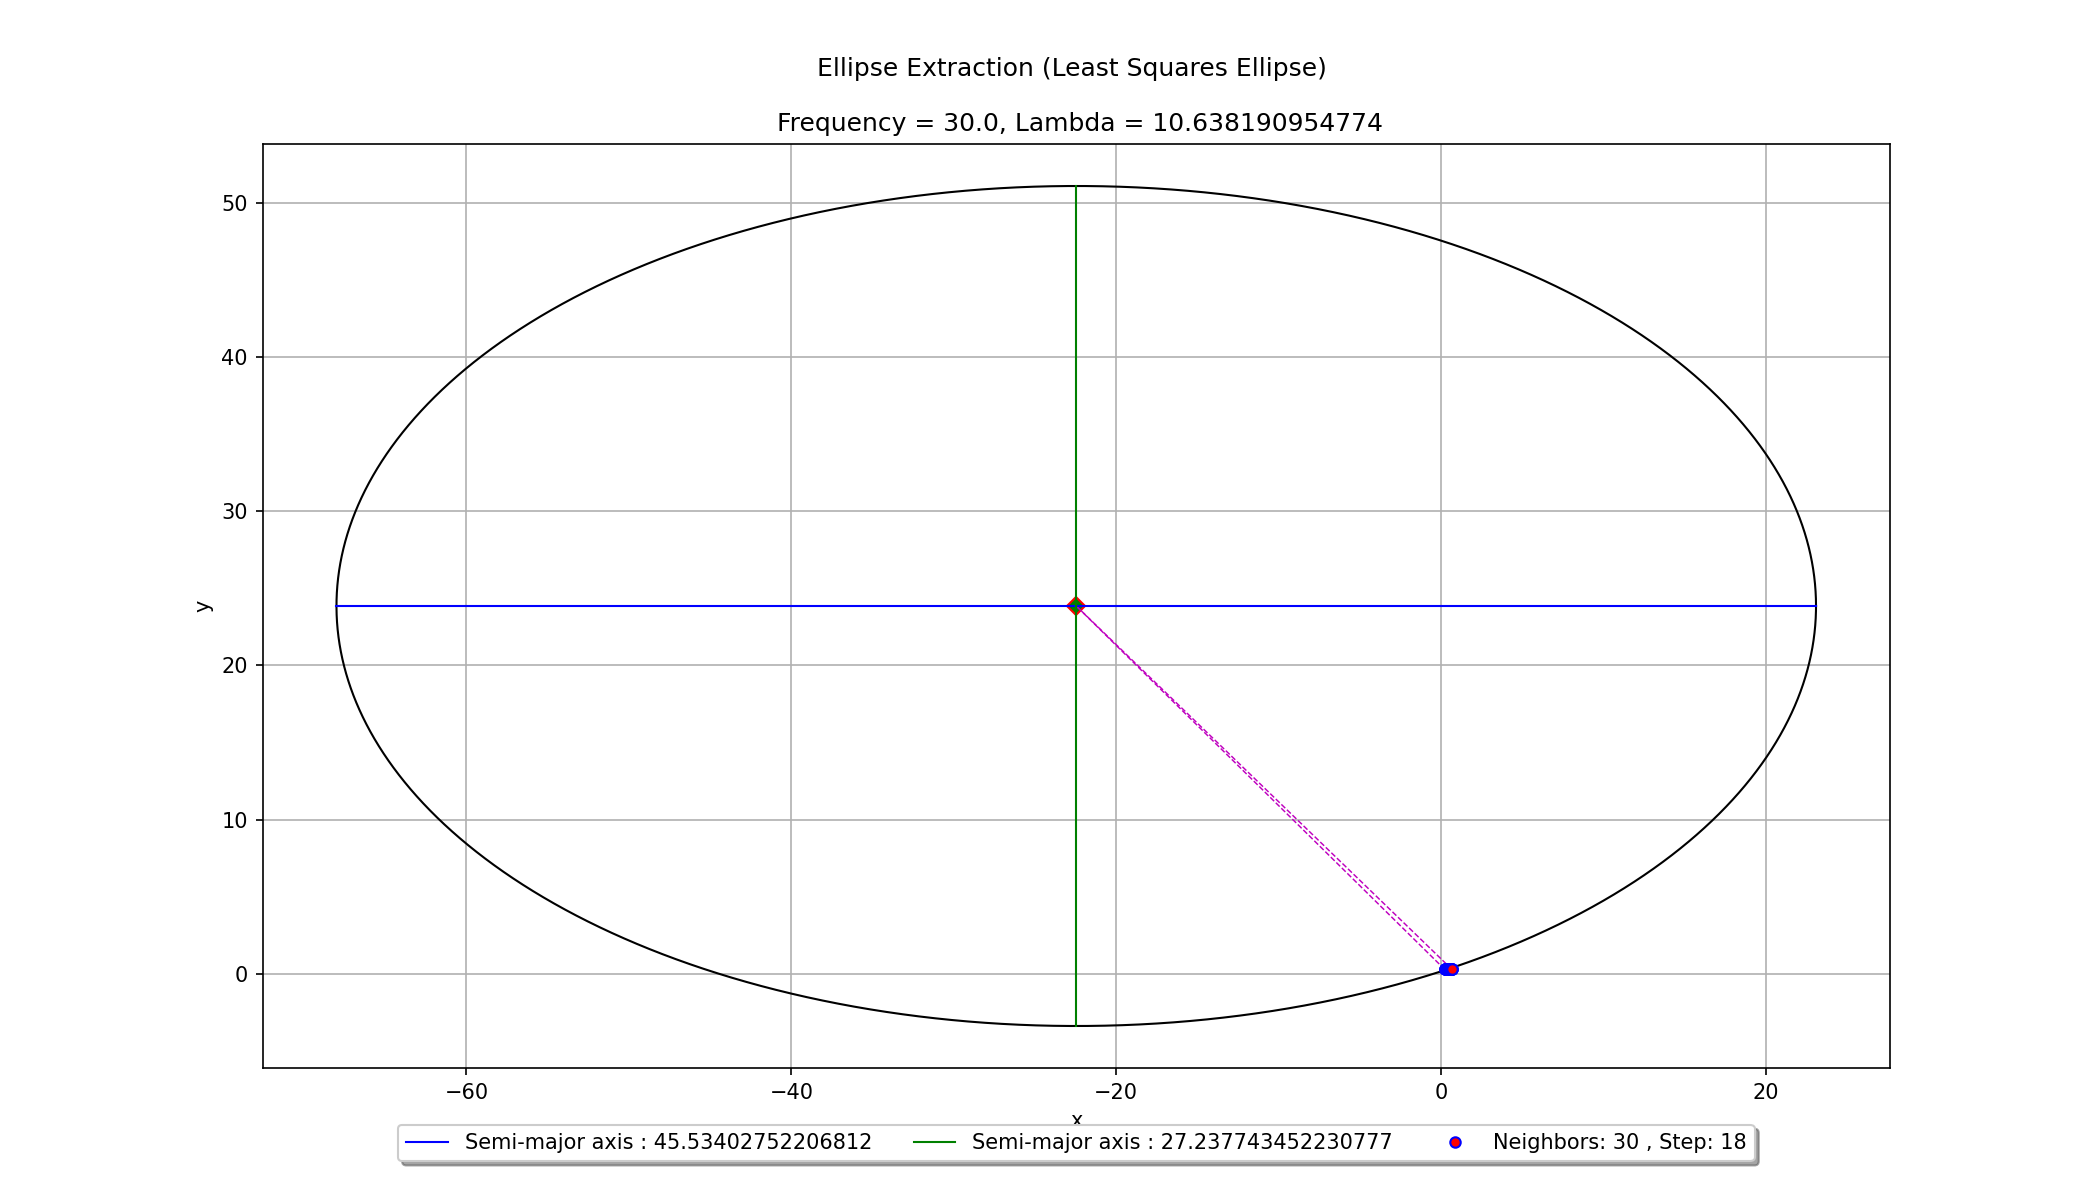 Ellipse Extraction (Least Squares Ellipse)
Frequency = 30.0, Lambda = 10.638190954774
50
40
30
20
10
0
y
−60 −40 −20 0 20
x
Semi-major axis : 45.53402752206812 Semi-major axis : 27.237743452230777 Neighbors: 30 , Step: 18